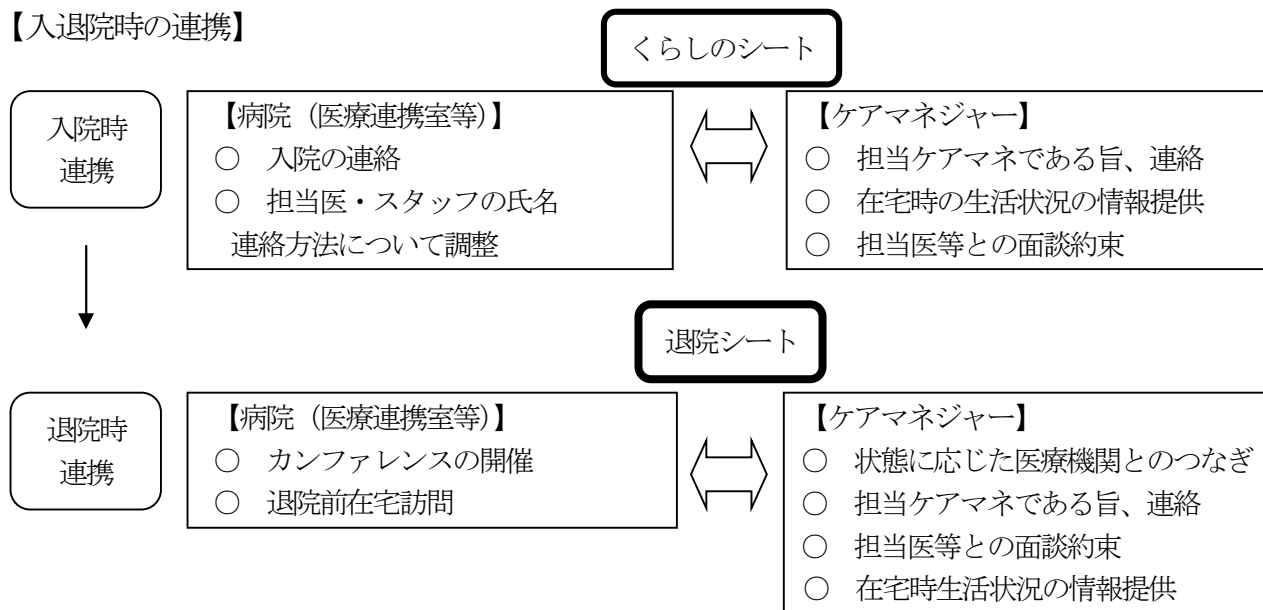 【入退院時の連携】
くらしのシート
入院時
連携
【病院（医療連携室等）】
○　入院の連絡
○　担当医・スタッフの氏名
連絡方法について調整
【ケアマネジャー】
○　担当ケアマネである旨、連絡
○　在宅時の生活状況の情報提供
○　担当医等との面談約束
退院シート
退院時
連携
【病院（医療連携室等）】
○　カンファレンスの開催
○　退院前在宅訪問
【ケアマネジャー】
○　状態に応じた医療機関とのつなぎ
○　担当ケアマネである旨、連絡
○　担当医等との面談約束
○　在宅時生活状況の情報提供